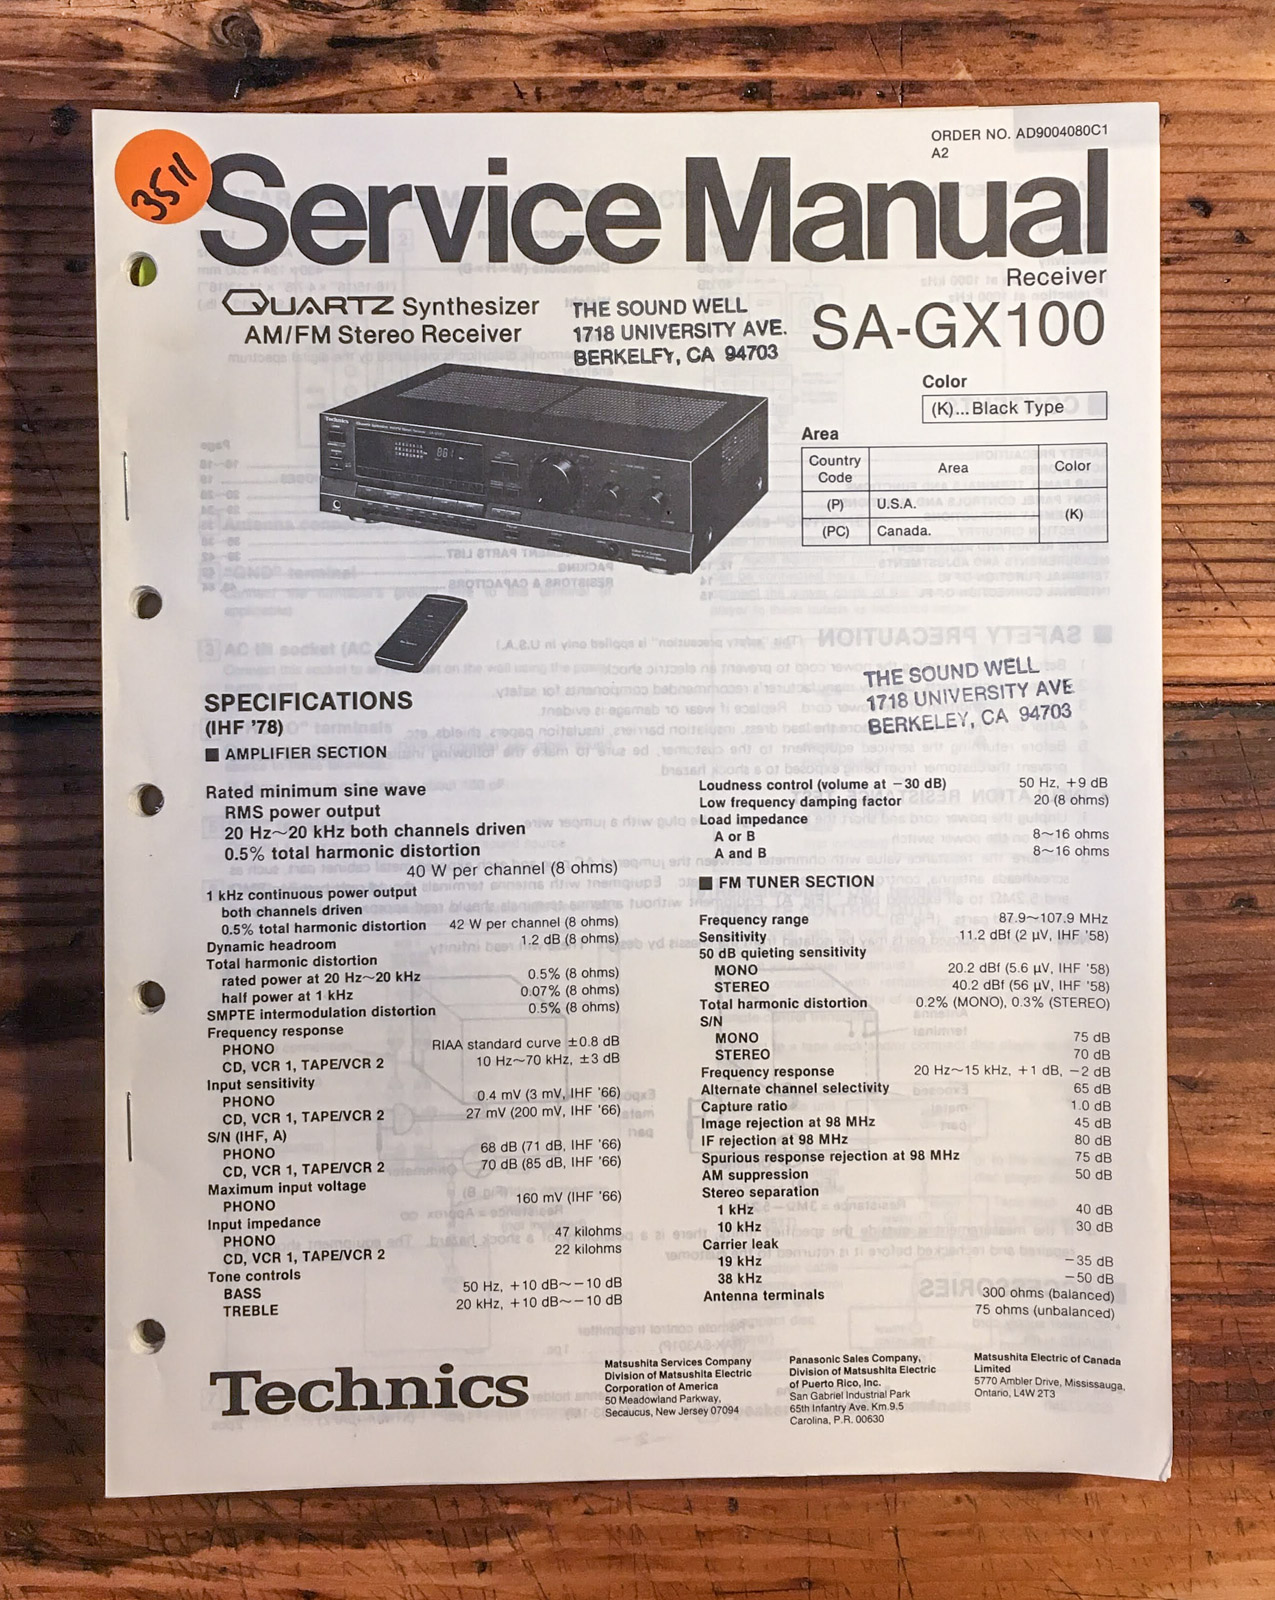 ORDER NO. AD9004080C1
A2
3511
Service Manual
Receiver
QUARTZ Synthesizer
AM/FM Stereo Receiver
THE SOUND WELL
1718 UNIVERSITY AVE.
BERKELEY, CA 94703
SA-GX100
Color
(K)...Black Type
Area
Country Code Area Color
(P) U.S.A. (K)
(PC) Canada.
Technics
THE SOUND WELL
1718 UNIVERSITY AVE
BERKELEY, CA 94703
SPECIFICATIONS
(IHF '78)
■ AMPLIFIER SECTION
Rated minimum sine wave
RMS power output
20 Hz~20 kHz both channels driven
0.5% total harmonic distortion
40 W per channel (8 ohms)
1 kHz continuous power output
both channels driven
0.5% total harmonic distortion 42 W per channel (8 ohms)
Dynamic headroom 1.2 dB (8 ohms)
Total harmonic distortion
rated power at 20 Hz~20 kHz 0.5% (8 ohms)
half power at 1 kHz 0.07% (8 ohms)
SMPTE intermodulation distortion 0.5% (8 ohms)
Frequency response
PHONO RIAA standard curve ±0.8 dB
CD, VCR 1, TAPE/VCR 2 10 Hz~70 kHz, ±3 dB
Input sensitivity
PHONO 0.4 mV (3 mV, IHF '66)
CD, VCR 1, TAPE/VCR 2 27 mV (200 mV, IHF '66)
S/N (IHF, A)
PHONO 68 dB (71 dB, IHF '66)
CD, VCR 1, TAPE/VCR 2 70 dB (85 dB, IHF '66)
Maximum input voltage
PHONO 160 mV (IHF '66)
Input impedance
PHONO 47 kilohms
CD, VCR 1, TAPE/VCR 2 22 kilohms
Tone controls
BASS 50 Hz, +10 dB~−10 dB
TREBLE 20 kHz, +10 dB~−10 dB
Loudness control (volume at −30 dB) 50 Hz, +9 dB
Low frequency damping factor 20 (8 ohms)
Load impedance
A or B 8~16 ohms
A and B 8~16 ohms
■ FM TUNER SECTION
Frequency range 87.9~107.9 MHz
Sensitivity 11.2 dBf (2 µV, IHF '58)
50 dB quieting sensitivity
MONO 20.2 dBf (5.6 µV, IHF '58)
STEREO 40.2 dBf (56 µV, IHF '58)
Total harmonic distortion 0.2% (MONO), 0.3% (STEREO)
S/N
MONO 75 dB
STEREO 70 dB
Frequency response 20 Hz~15 kHz, +1 dB, −2 dB
Alternate channel selectivity 65 dB
Capture ratio 1.0 dB
Image rejection at 98 MHz 45 dB
IF rejection at 98 MHz 80 dB
Spurious response rejection at 98 MHz 75 dB
AM suppression 50 dB
Stereo separation
1 kHz 40 dB
10 kHz 30 dB
Carrier leak
19 kHz −35 dB
38 kHz −50 dB
Antenna terminals 300 ohms (balanced)
75 ohms (unbalanced)
Technics
Matsushita Services Company
Division of Matsushita Electric
Corporation of America
50 Meadowland Parkway,
Secaucus, New Jersey 07094
Panasonic Sales Company,
Division of Matsushita Electric
of Puerto Rico, Inc.
San Gabriel Industrial Park
65th Infantry Ave. Km.9.5
Carolina, P.R. 00630
Matsushita Electric of Canada
Limited
5770 Ambler Drive, Mississauga,
Ontario, L4W 2T3